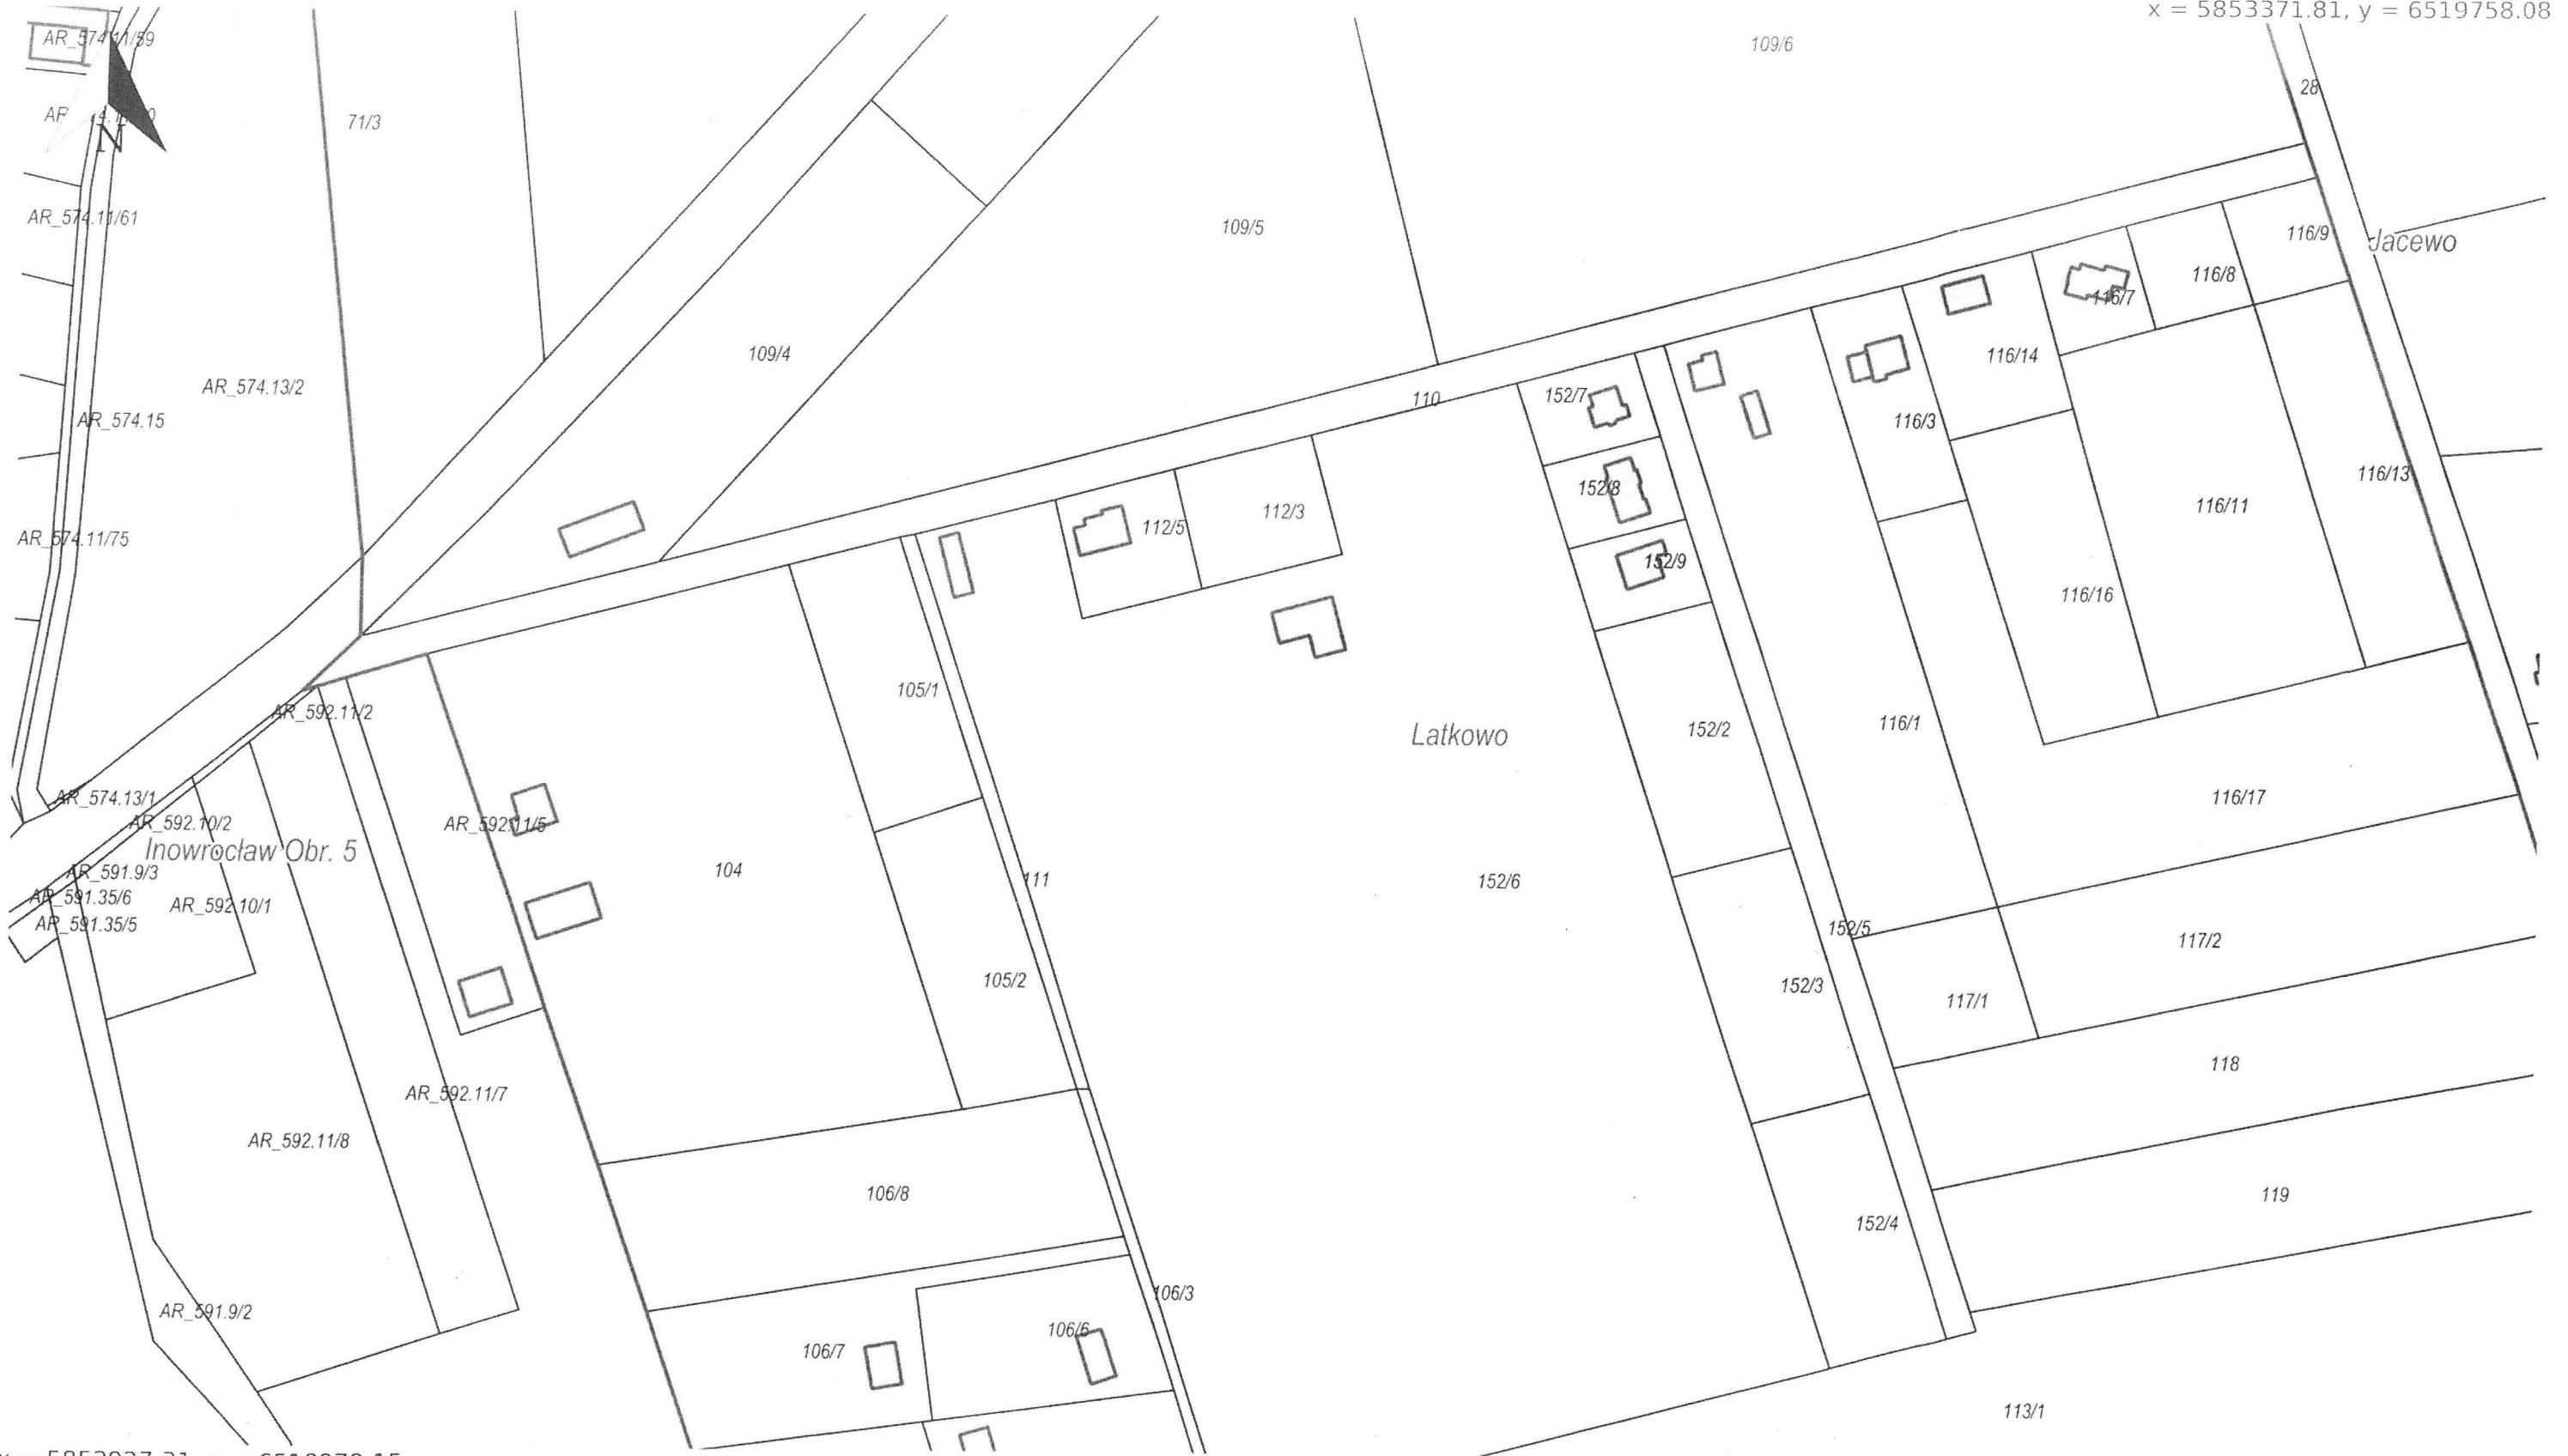 x = 5853371.81, y = 6519758.08
AR_574.11/59
109/6
28
71/3
N
AR_574.11/61
109/5
116/9
Jacewo
116/8
116/7
109/4
116/14
AR_574.13/2
152/7
110
AR_574.15
116/3
116/13
152/8
116/11
112/3
112/5
AR_574.11/75
152/9
116/16
105/1
AR_592.11/2
116/1
152/2
Latkowo
AR_574.13/1
116/17
AR_592.10/2
AR_592.11/5
Inowrocław Obr. 5
AR_591.9/3
104
111
152/6
AR_591.35/6
AR_592.10/1
AR_591.35/5
152/5
117/2
105/2
152/3
117/1
118
AR_592.11/7
AR_592.11/8
106/8
119
152/4
106/3
AR_591.9/2
106/6
106/7
113/1